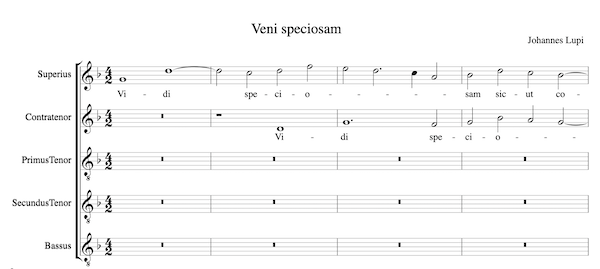 Veni speciosam
Johannes Lupi
Superius
Vi - di spe - ci - o - sam sic - ut co -
Contratenor
Vi - di spe - ci - o -
PrimusTenor
SecundusTenor
Bassus